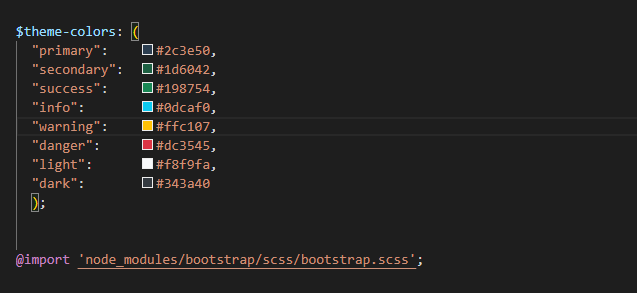 $theme-colors: (
"primary": #2c3e50,
"secondary": #1d6042,
"success": #198754,
"info": #0dcaf0,
"warning": #ffc107,
"danger": #dc3545,
"light": #f8f9fa,
"dark": #343a40
);
@import 'node_modules/bootstrap/scss/bootstrap.scss';